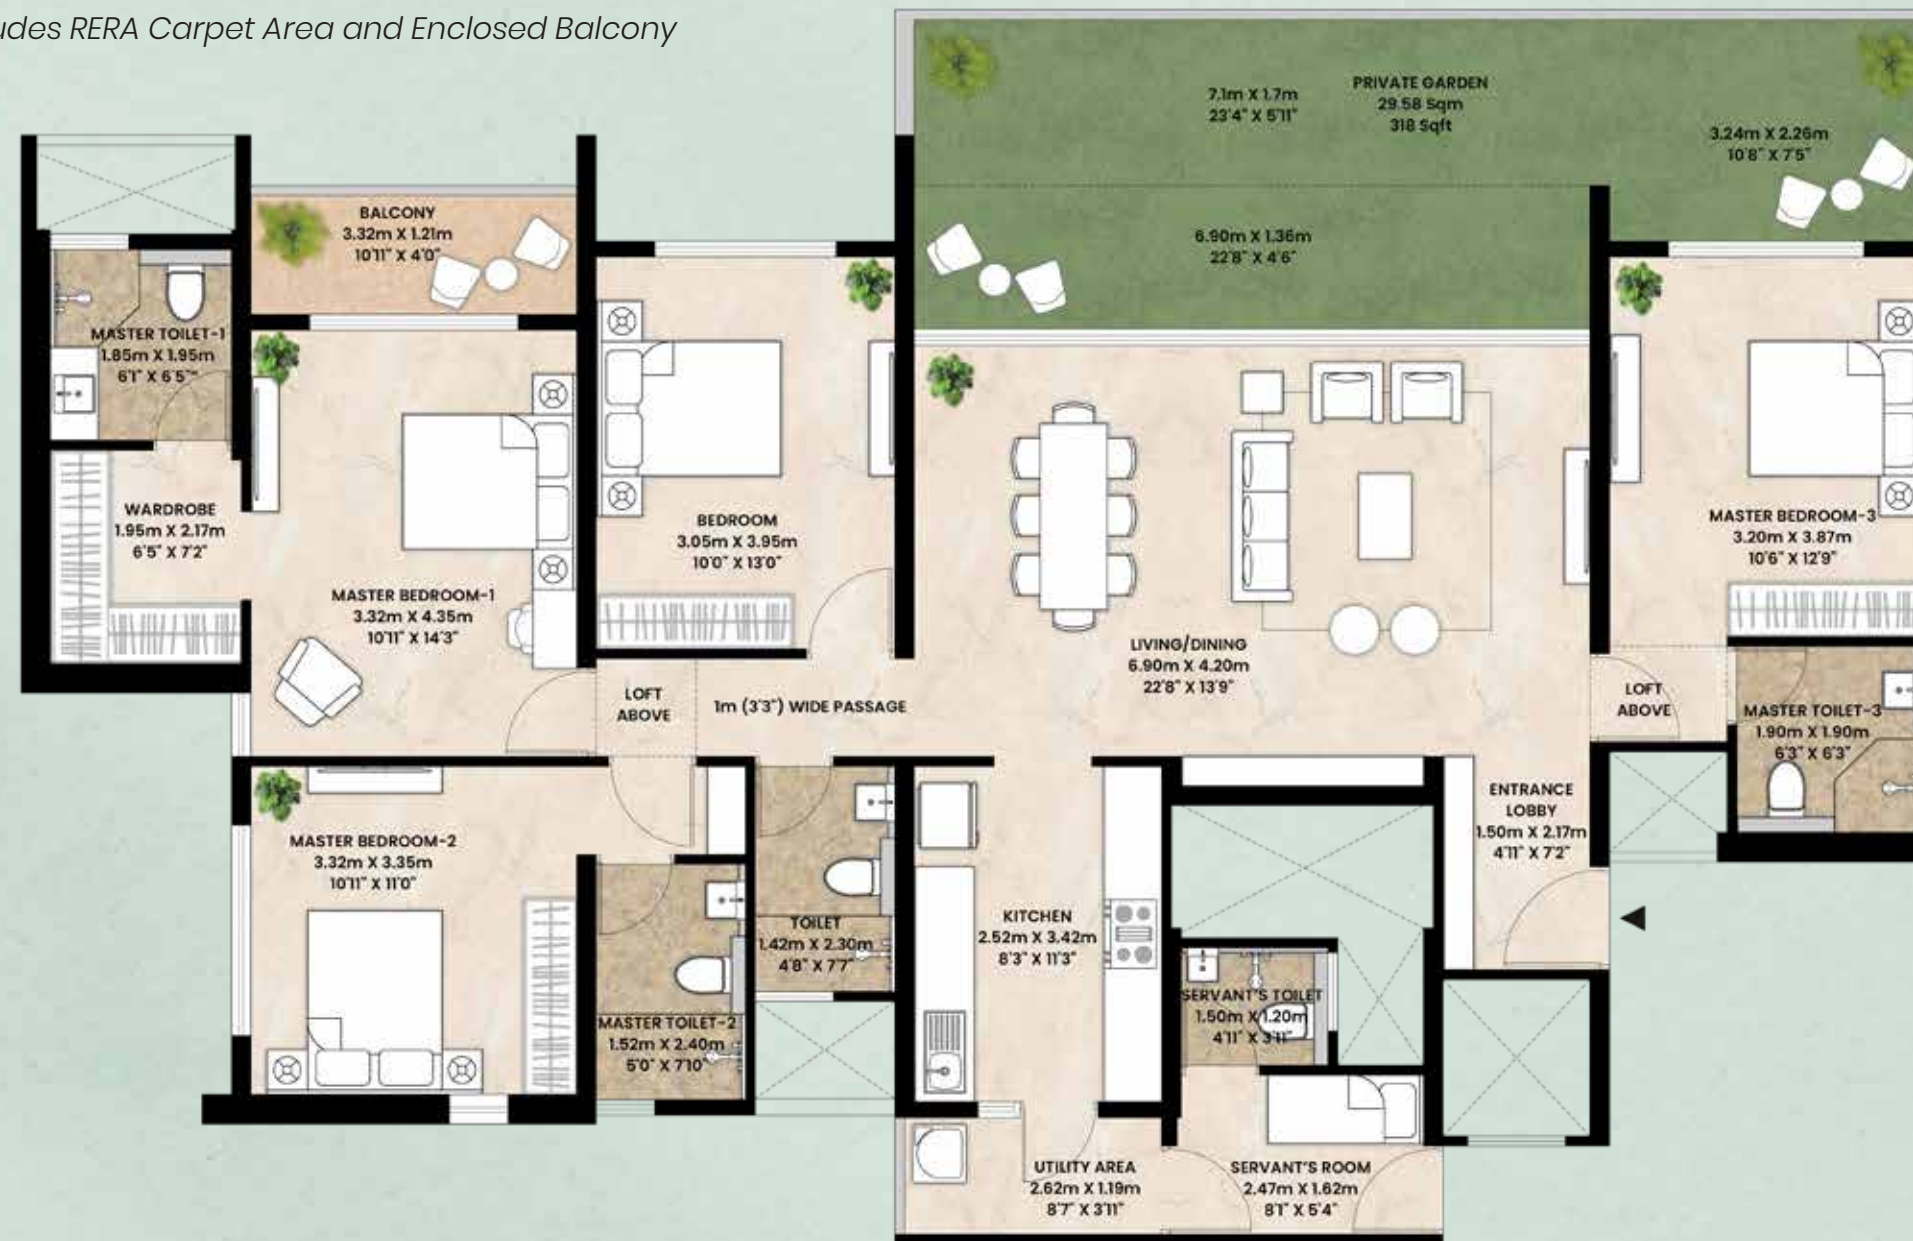 udes RERA Carpet Area and Enclosed Balcony
PRIVATE GARDEN
29.58 Sqm
318 Sqft
7.1m X 1.7m
23'4" X 5'11"
3.24m X 2.26m
10'8" X 7'5"
6.90m X 1.36m
22'8" X 4'6"
BALCONY
3.32m X 1.21m
10'11" X 4'0"
MASTER TOILET-1
1.85m X 1.95m
6'1" X 6'5"
WARDROBE
1.95m X 2.17m
6'5" X 7'2"
MASTER BEDROOM-1
3.32m X 4.35m
10'11" X 14'3"
BEDROOM
3.05m X 3.95m
10'0" X 13'0"
LIVING/DINING
6.90m X 4.20m
22'8" X 13'9"
MASTER BEDROOM-3
3.20m X 3.87m
10'6" X 12'9"
LOFT
ABOVE
1m (3'3") WIDE PASSAGE
LOFT
ABOVE
MASTER TOILET-3
1.90m X 1.90m
6'3" X 6'3"
ENTRANCE
LOBBY
1.50m X 2.17m
4'11" X 7'2"
MASTER BEDROOM-2
3.32m X 3.35m
10'11" X 11'0"
TOILET
1.42m X 2.30m
4'8" X 7'7"
KITCHEN
2.52m X 3.42m
8'3" X 11'3"
MASTER TOILET-2
1.52m X 2.40m
5'0" X 7'10"
SERVANT'S TOILET
1.50m X 1.20m
4'11" X 3'11"
UTILITY AREA
2.62m X 1.19m
8'7" X 3'11"
SERVANT'S ROOM
2.47m X 1.62m
8'1" X 5'4"